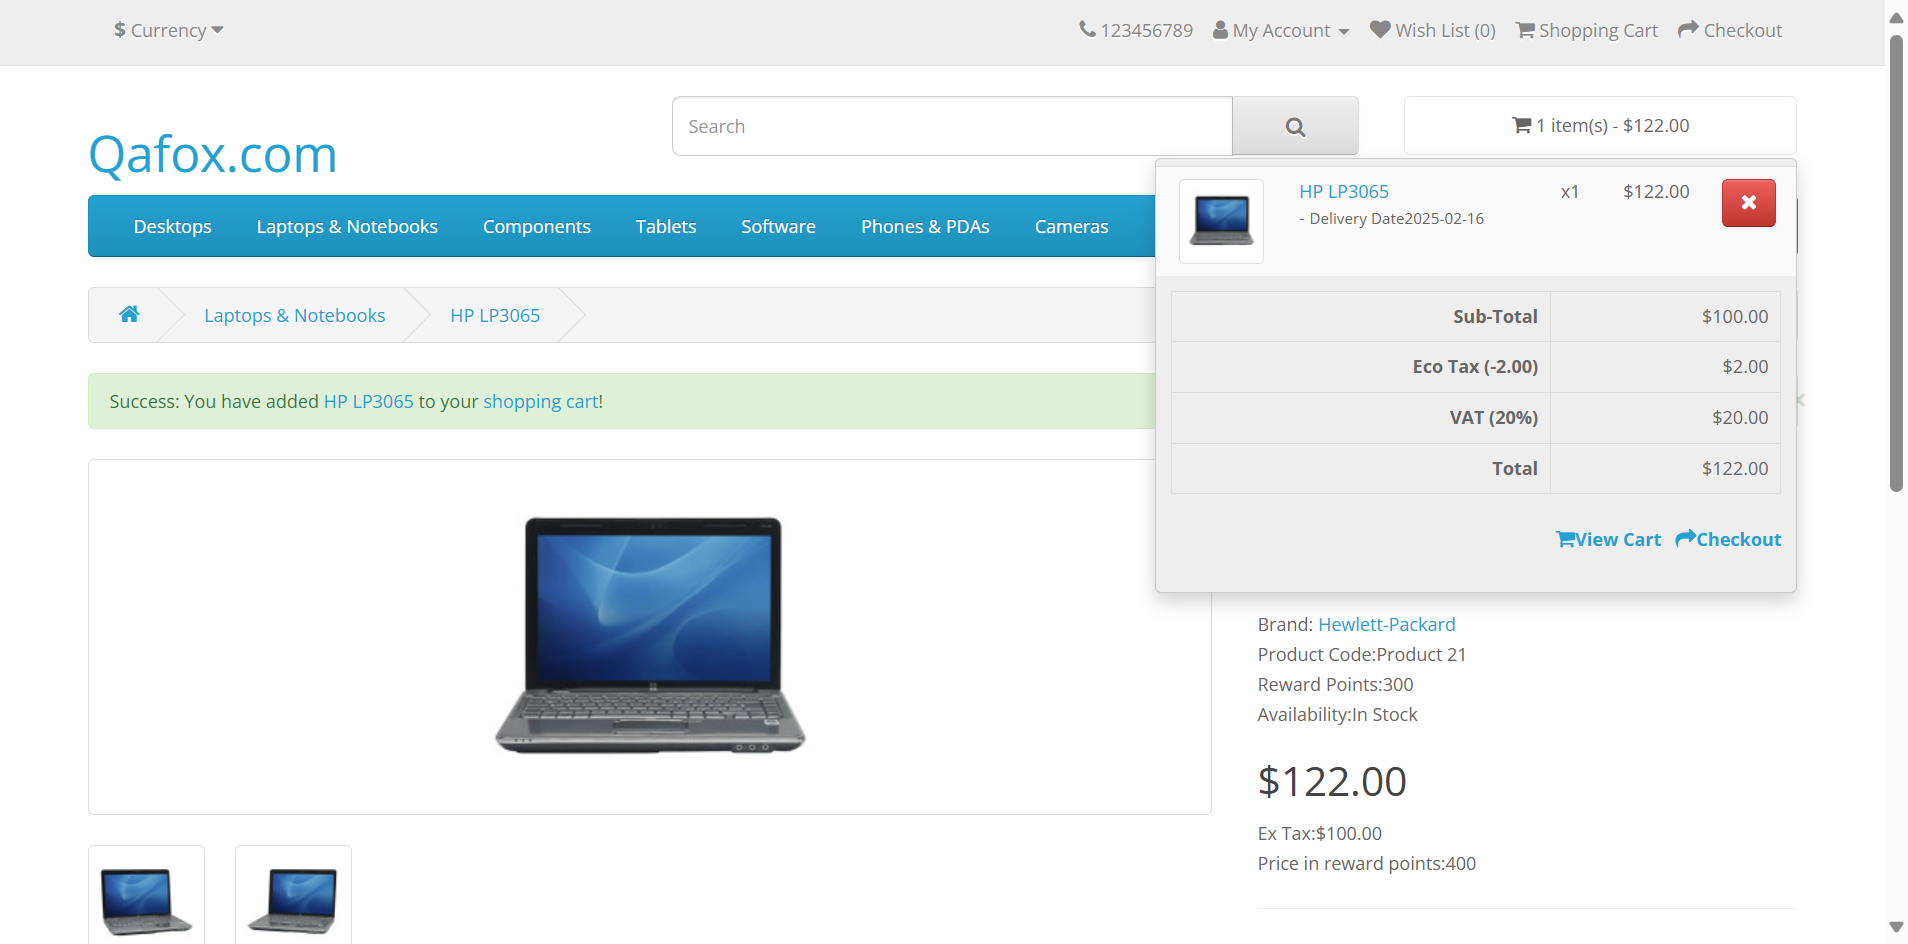 $ Currency
123456789 My Account Wish List (0) Shopping Cart Checkout
Qafox.com
Search
1 item(s) - $122.00
Desktops Laptops & Notebooks Components Tablets Software Phones & PDAs Cameras
HP LP3065 x1 $122.00
- Delivery Date2025-02-16
Laptops & Notebooks HP LP3065
Success: You have added HP LP3065 to your shopping cart!
Sub-Total $100.00
Eco Tax (-2.00) $2.00
VAT (20%) $20.00
Total $122.00
View Cart Checkout
Brand: Hewlett-Packard
Product Code:Product 21
Reward Points:300
Availability:In Stock
$122.00
Ex Tax:$100.00
Price in reward points:400